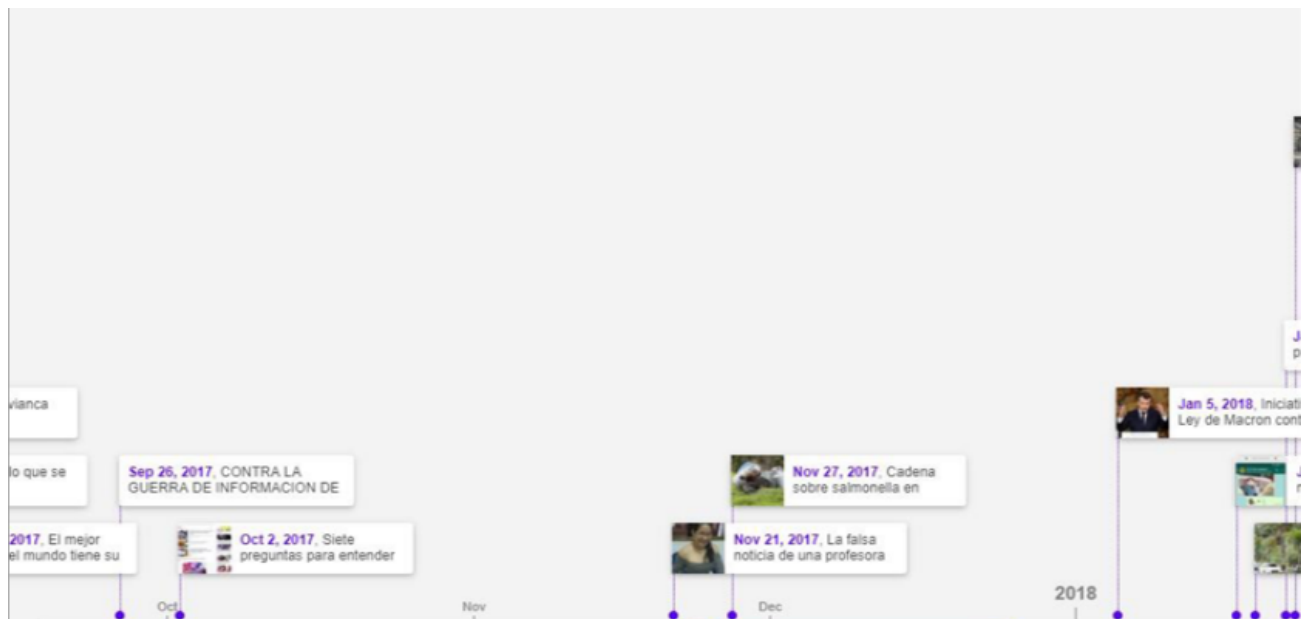 vianca
lo que se
2017, El mejor
el mundo tiene su
Sep 26, 2017, CONTRA LA
GUERRA DE INFORMACION DE
Oct 2, 2017, Siete
preguntas para entender
Nov 27, 2017, Cadena
sobre salmonella en
Nov 21, 2017, La falsa
noticia de una profesora
Jan 5, 2018, Iniciati
Ley de Macron cont
J
p
J
Oct
Nov
Dec
2018